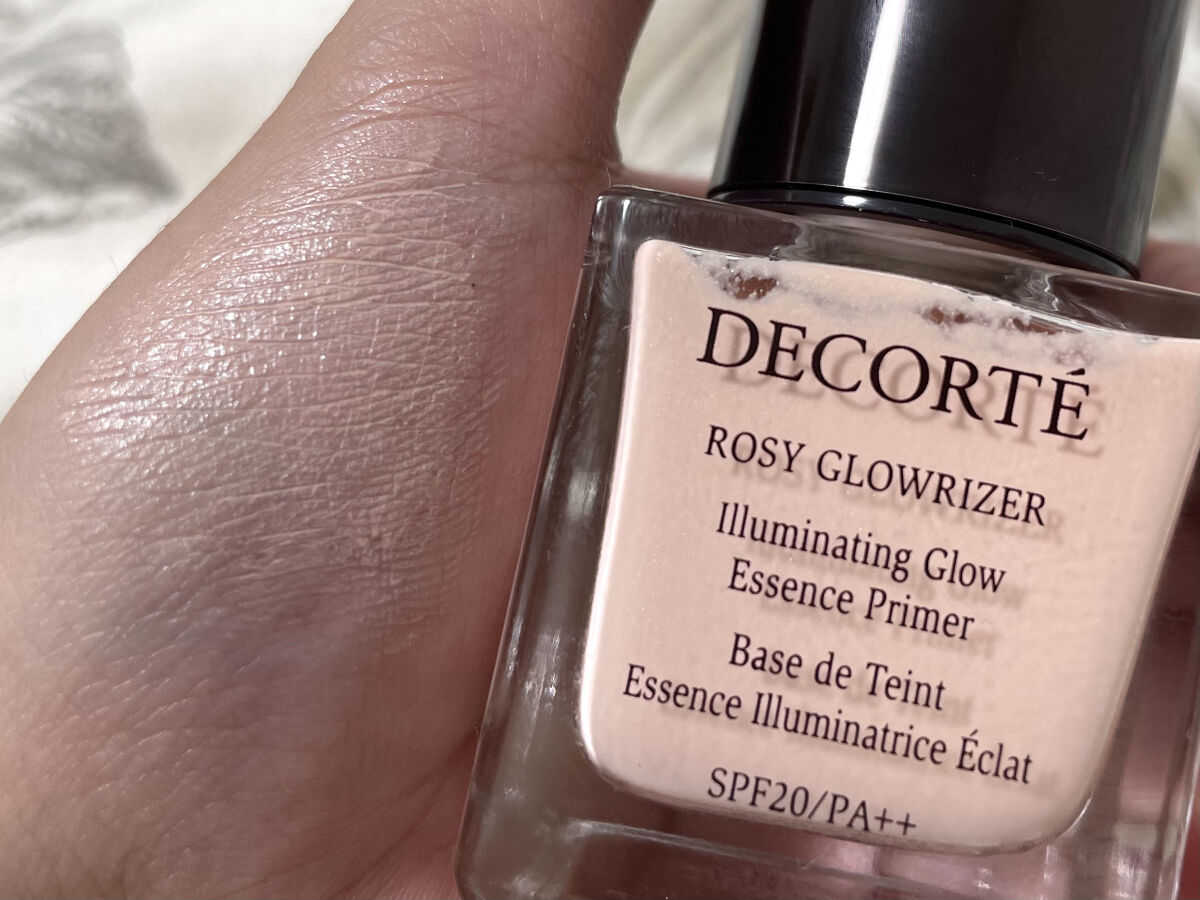 DECORTÉ
ROSY GLOWRIZER
Illuminating Glow
Essence Primer
Base de Teint
Essence Illuminatrice Éclat
SPF20/PA++